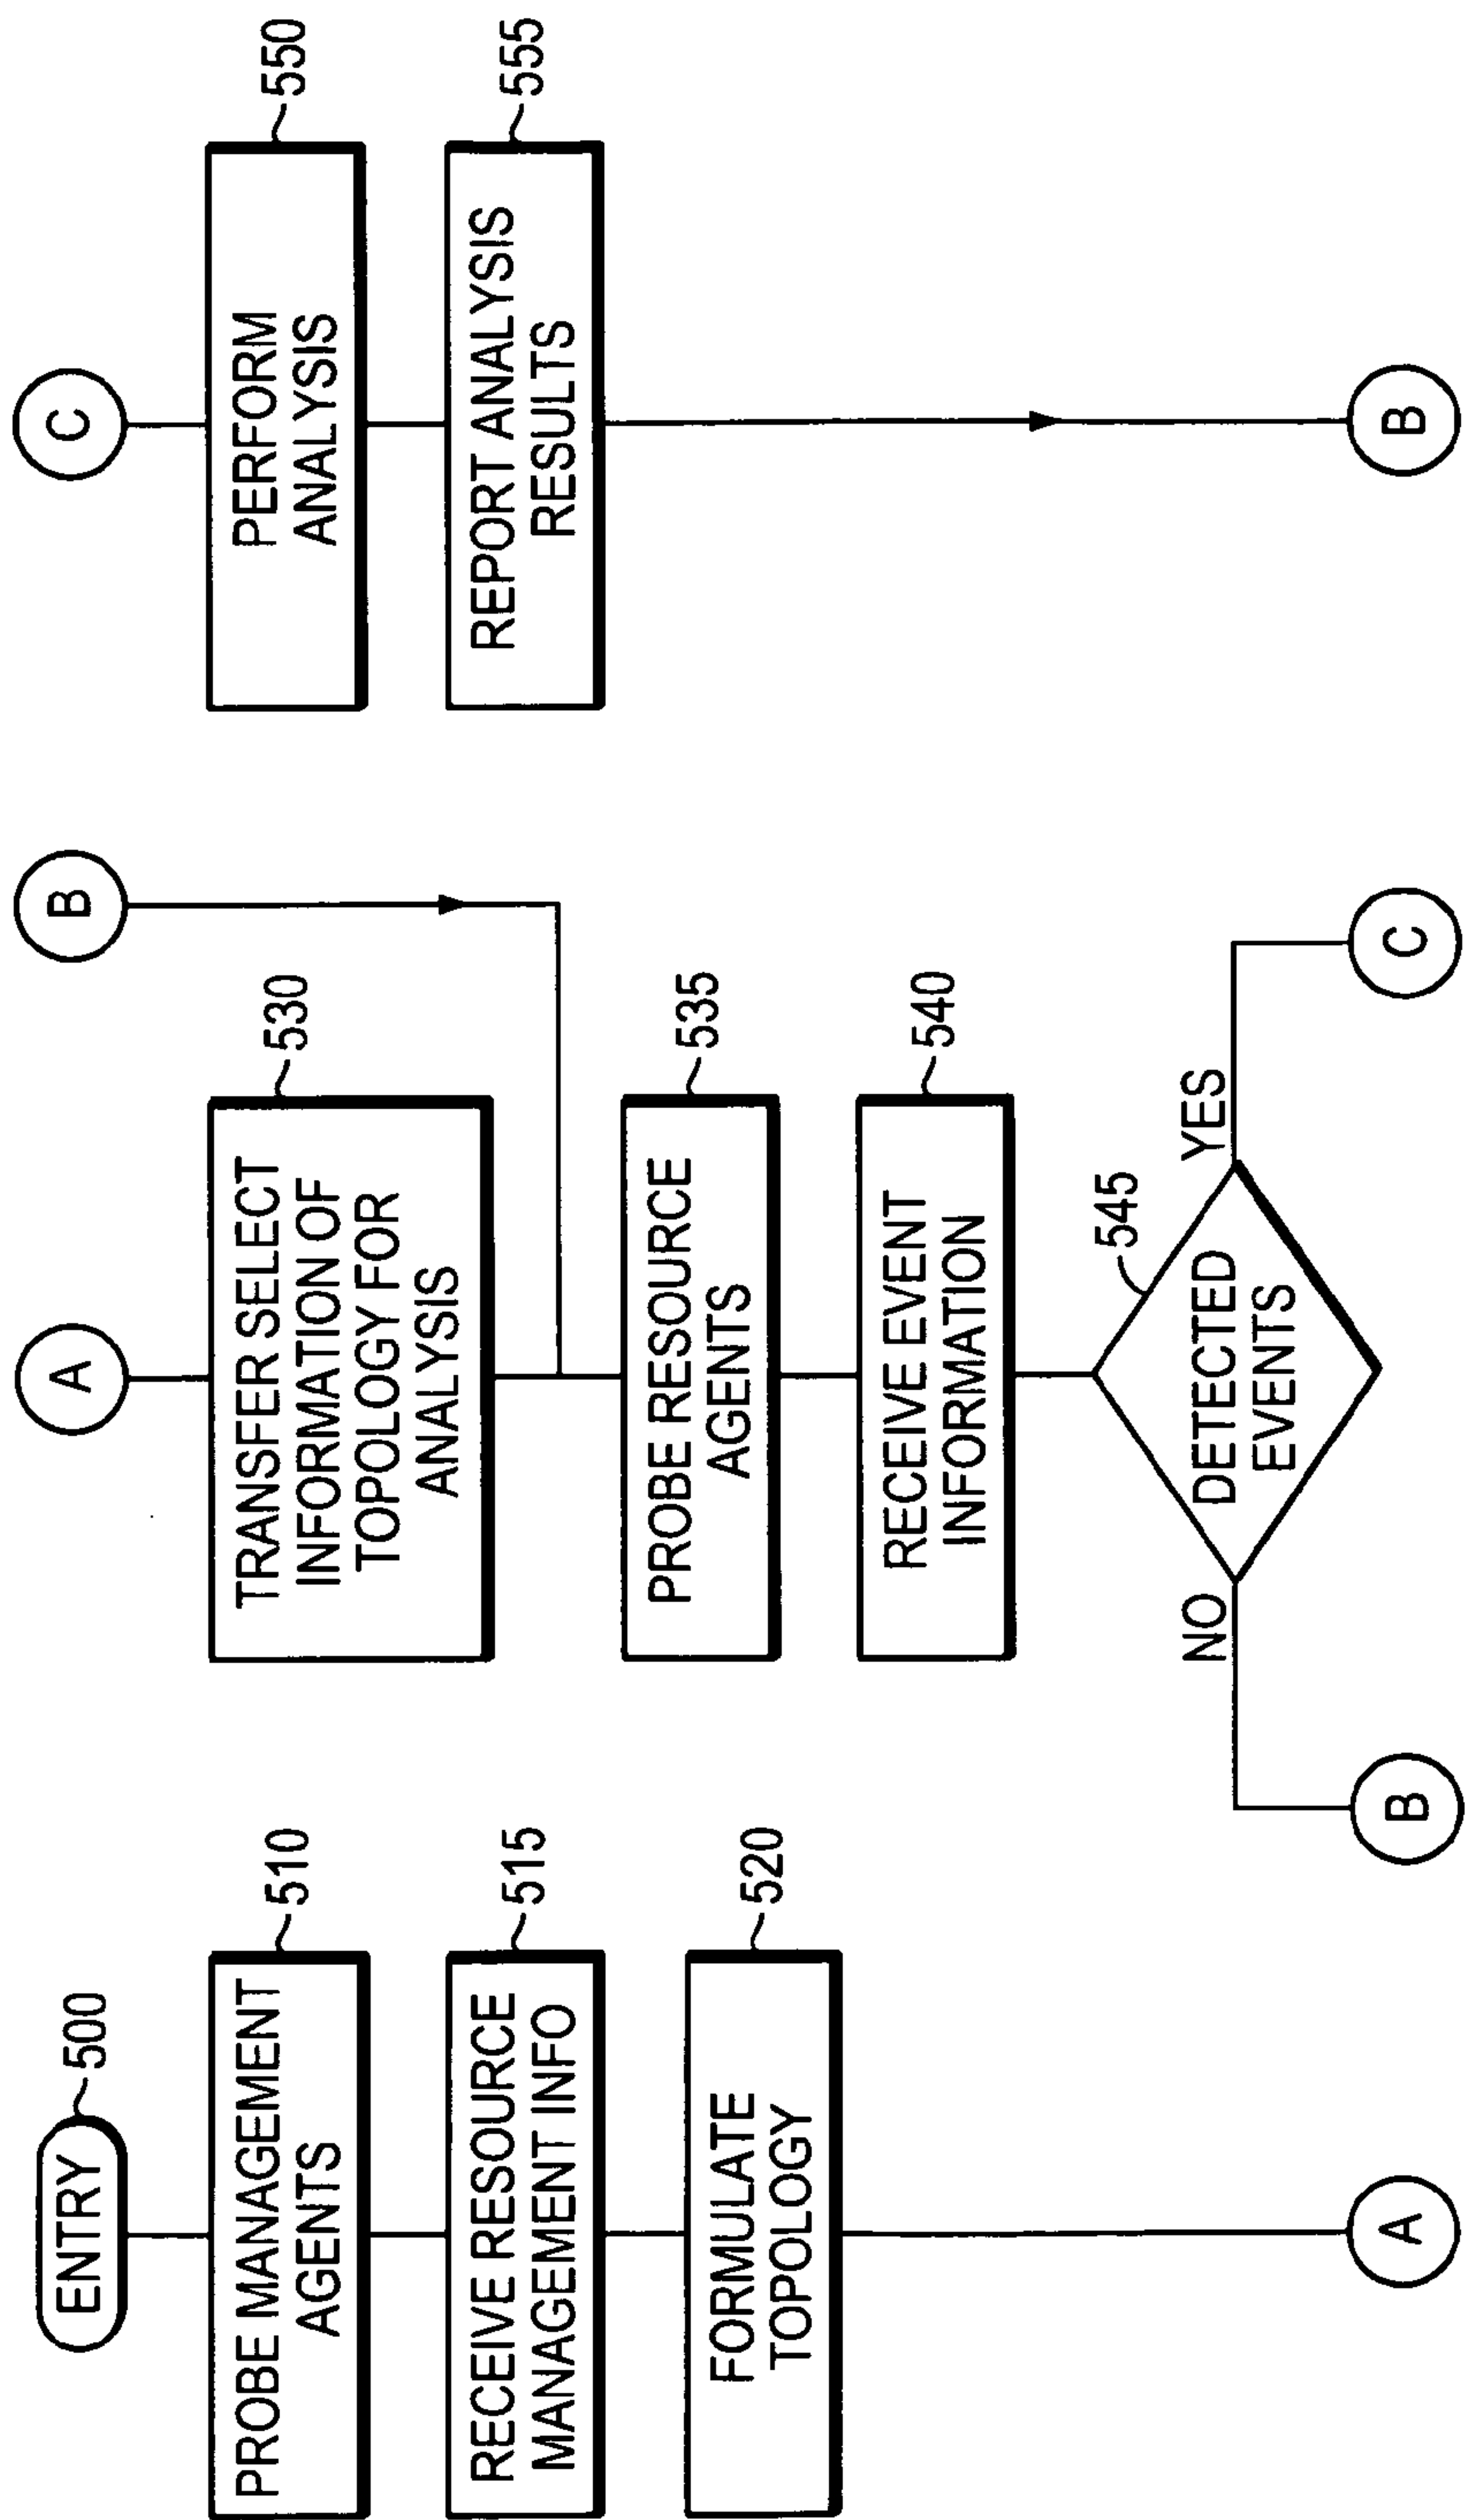 ENTRY
500
PROBE MANAGEMENT
AGENTS
510
RECEIVE RESOURCE
MANAGEMENT INFO
515
FORMULATE
TOPOLOGY
520
A
A
TRANSFER SELECT
INFORMATION OF
TOPOLOGY FOR
ANALYSIS
530
B
PROBE RESOURCE
AGENTS
535
RECEIVE EVENT
INFORMATION
540
DETECTED
EVENTS
545
NO
YES
B
C
C
PERFORM
ANALYSIS
550
REPORT ANALYSIS
RESULTS
555
B